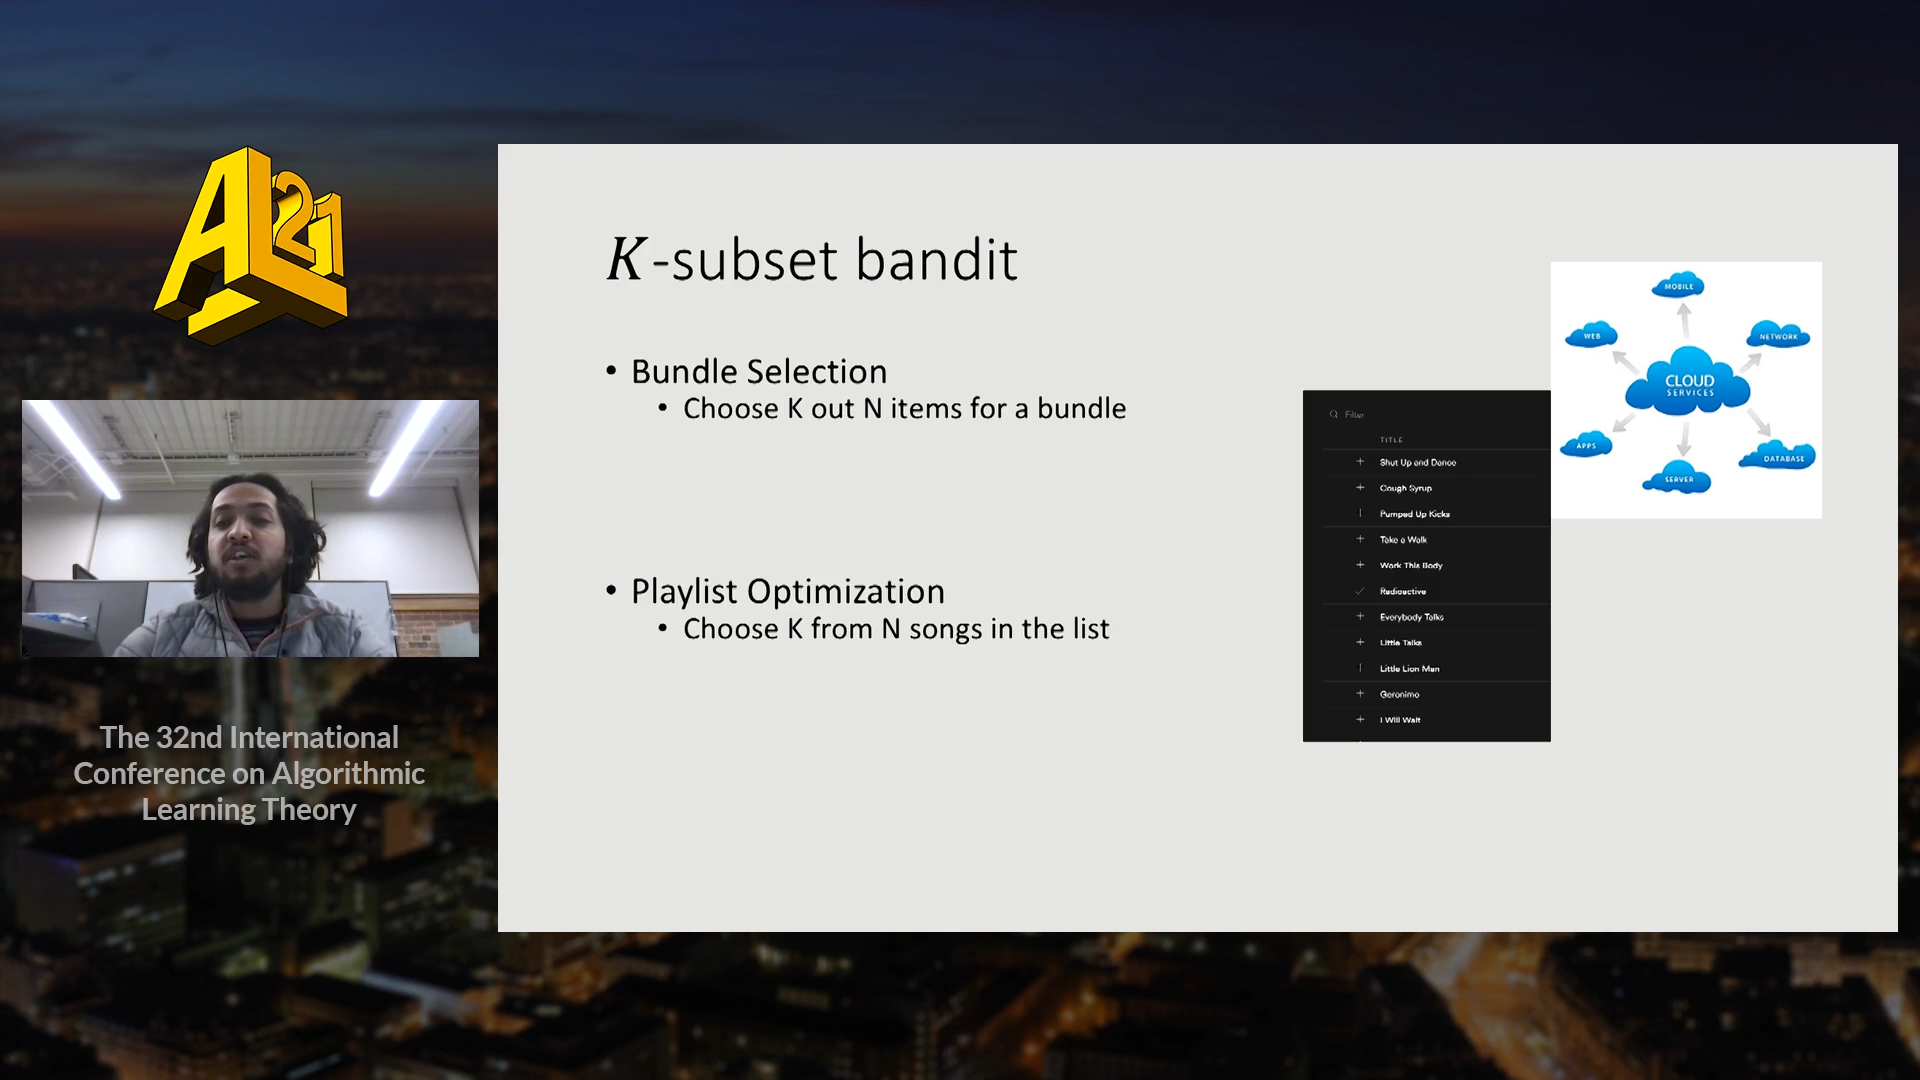 ALT
21
The 32nd International
Conference on Algorithmic
Learning Theory
K-subset bandit
• Bundle Selection
• Choose K out N items for a bundle
• Playlist Optimization
• Choose K from N songs in the list
Filter
TITLE
Shut Up and Dance
Cough Syrup
Pumped Up Kicks
Take a Walk
Work This Body
Radioactive
Everybody Talks
Little Talks
Little Lion Man
Geronimo
I Will Wait
MOBILE
WEB
NETWORK
CLOUD
SERVICES
APPS
DATABASE
SERVER